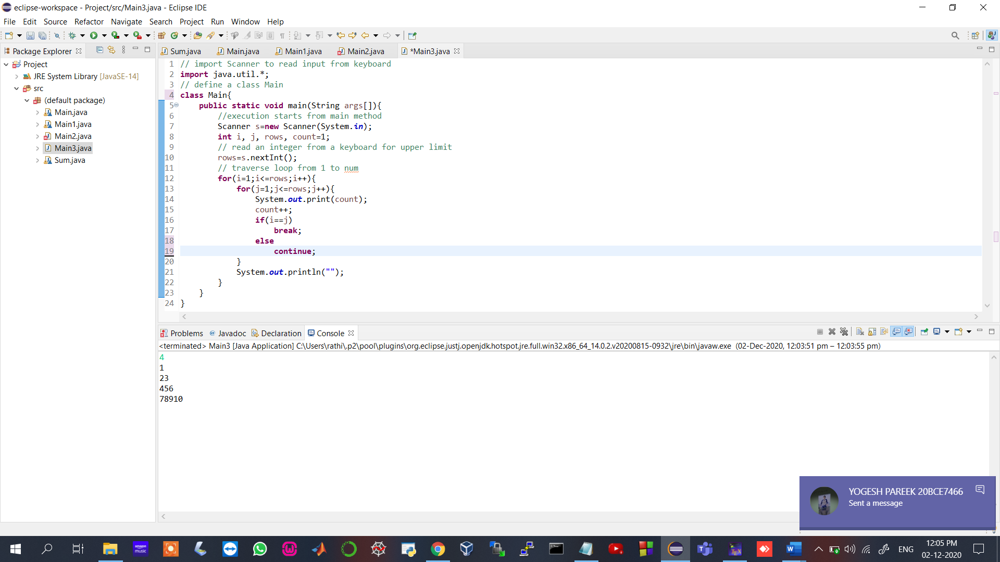 eclipse-workspace - Project/src/Main3.java - Eclipse IDE
File Edit Source Refactor Navigate Search Project Run Window Help
Package Explorer
Project
JRE System Library [JavaSE-14]
src
(default package)
Main.java
Main1.java
Main2.java
Main3.java
Sum.java
Sum.java Main.java Main1.java Main2.java *Main3.java
1 // import Scanner to read input from keyboard
2 import java.util.*;
3 // define a class Main
4 class Main{
5 public static void main(String args[]){
6 //execution starts from main method
7 Scanner s=new Scanner(System.in);
8 int i, j, rows, count=1;
9 // read an integer from a keyboard for upper limit
10 rows=s.nextInt();
11 // traverse loop from 1 to num
12 for(i=1;i<=rows;i++){
13 for(j=1;j<=rows;j++){
14 System.out.print(count);
15 count++;
16 if(i==j)
17 break;
18 else
19 continue;
20 }
21 System.out.println("");
22 }
23 }
24 }
Problems @ Javadoc Declaration Console
<terminated> Main3 [Java Application] C:\Users\rathi\.p2\pool\plugins\org.eclipse.justj.openjdk.hotspot.jre.full.win32.x86_64_14.0.2.v20200815-0932\jre\bin\javaw.exe (02-Dec-2020, 12:03:51 pm – 12:03:55 pm)
4
1
23
456
78910
YOGESH PAREEK 20BCE7466
Sent a message
amazon music
TEX
ENG
12:05 PM
02-12-2020